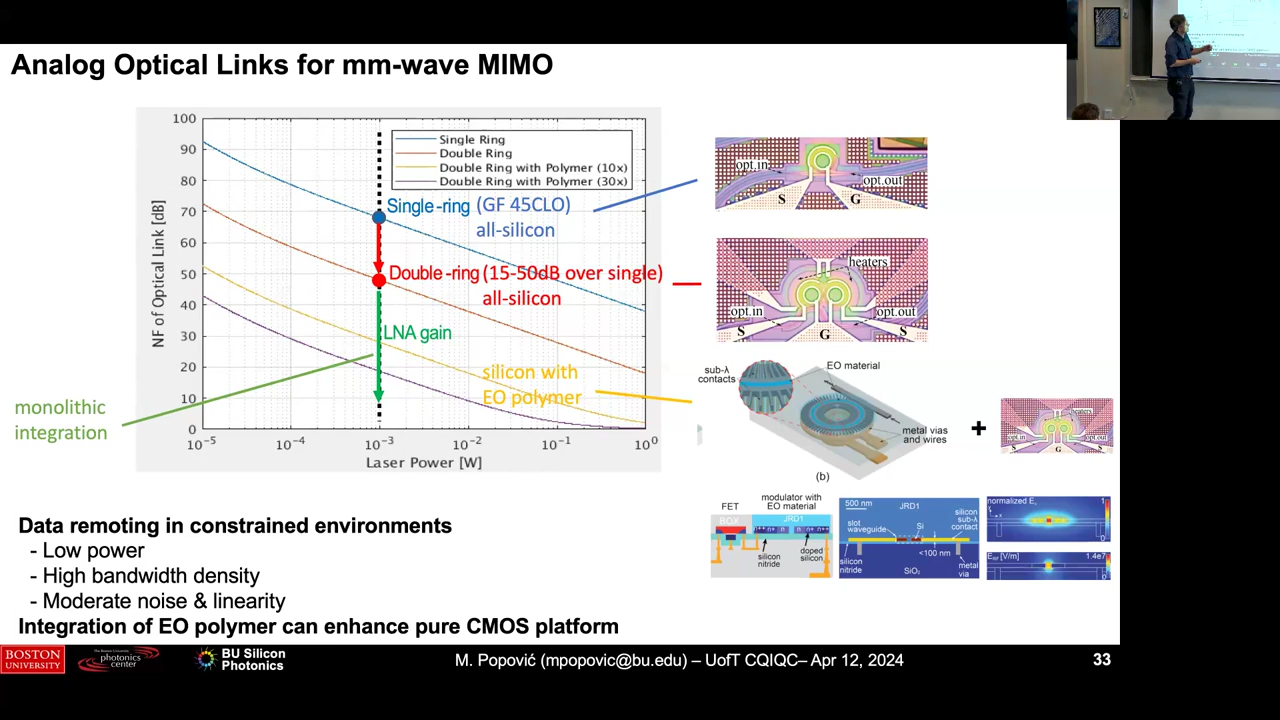 Analog Optical Links for mm-wave MIMO
NF of Optical Link [dB]
100
90
80
70
60
50
40
30
20
10
0
10^-5
10^-4
10^-3
10^-2
10^-1
10^0
Laser Power [W]
Single Ring
Double Ring
Double Ring with Polymer (10x)
Double Ring with Polymer (30x)
Single-ring (GF 45CLO)
all-silicon
Double-ring (15-50dB over single)
all-silicon
LNA gain
silicon with
EO polymer
monolithic
integration
opt.in
opt.out
S
G
heaters
opt.in
opt.out
S
G
S
sub-λ
contacts
EO material
metal vias
and wires
(b)
+
heaters
opt.in
opt.out
S
G
S
FET
modulator with
EO material
BOX
JRD1
silicon
nitride
doped
silicon
500 nm
JRD1
slot
waveguide
Si
silicon
sub-λ
contact
<100 nm
silicon
nitride
SiO₂
metal
via
normalized E
1
0
[V/m]
1.4e7
0
Data remoting in constrained environments
- Low power
- High bandwidth density
- Moderate noise & linearity
Integration of EO polymer can enhance pure CMOS platform
BOSTON
UNIVERSITY
photonics
center
BU Silicon
Photonics
M. Popović (mpopovic@bu.edu) – UofT CQIQC– Apr 12, 2024
33